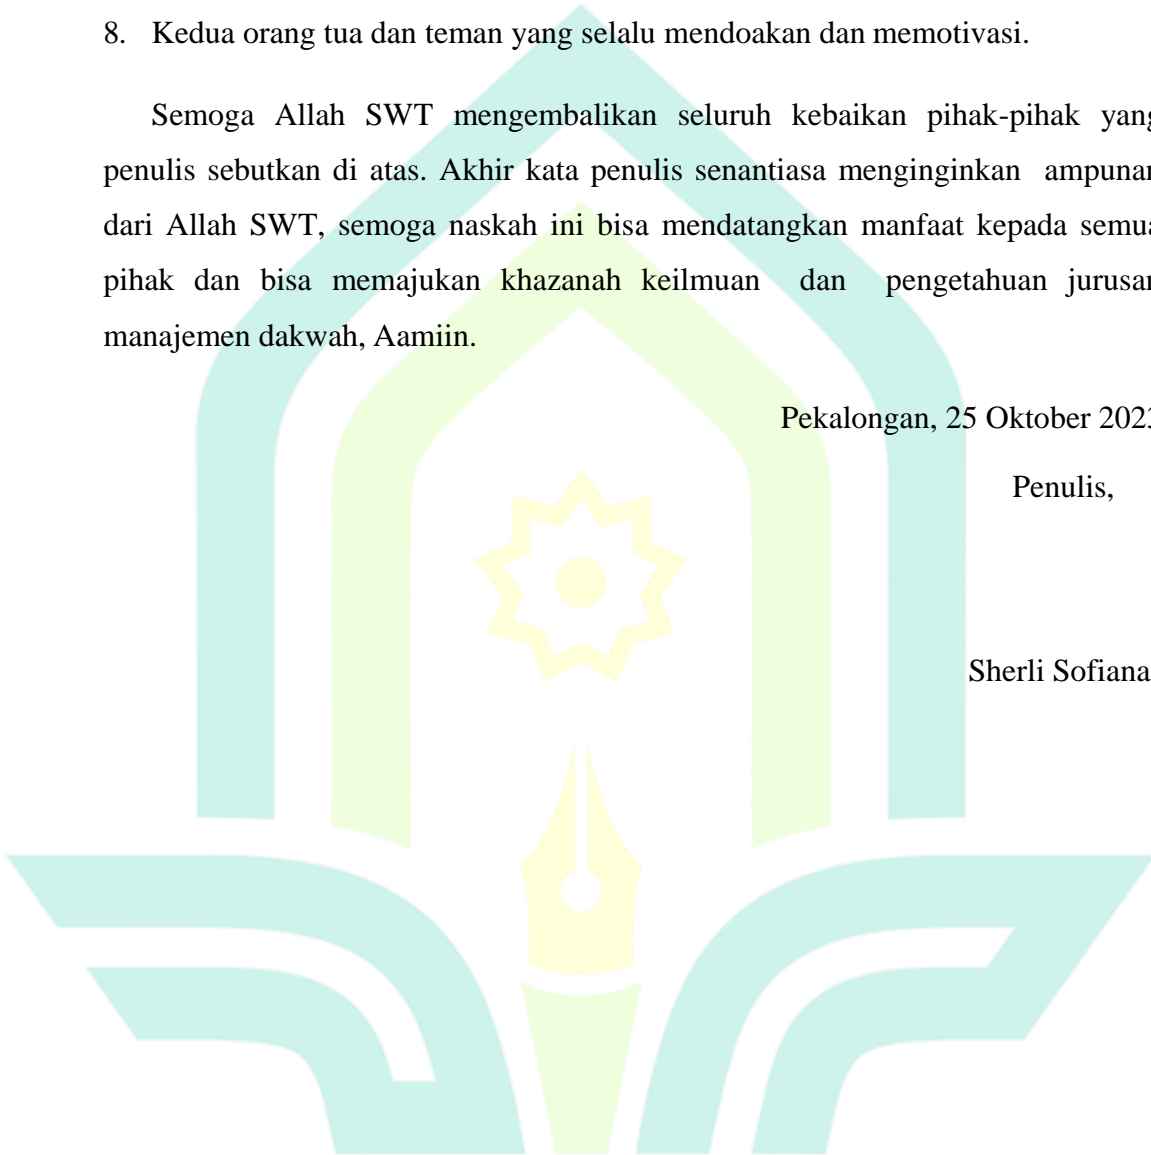 8. Kedua orang tua dan teman yang selalu mendoakan dan memotivasi.
Semoga Allah SWT mengembalikan seluruh kebaikan pihak-pihak yang
penulis sebutkan di atas. Akhir kata penulis senantiasa menginginkan ampunan
dari Allah SWT, semoga naskah ini bisa mendatangkan manfaat kepada semua
pihak dan bisa memajukan khazanah keilmuan dan pengetahuan jurusan
manajemen dakwah, Aamiin.
Pekalongan, 25 Oktober 2023
Penulis,
Sherli Sofiana